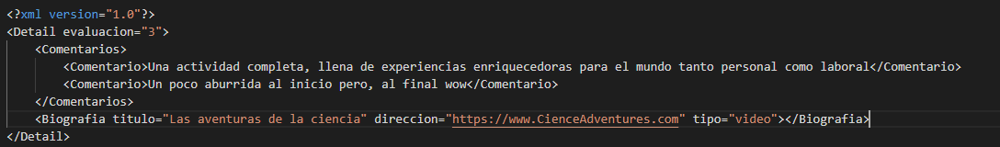 <?xml version="1.0"?>
<Detail evaluacion="3">
<Comentarios>
<Comentario>Una actividad completa, llena de experiencias enriquecedoras para el mundo tanto personal como laboral</Comentario>
<Comentario>Un poco aburrida al inicio pero, al final wow</Comentario>
</Comentarios>
<Biografia titulo="Las aventuras de la ciencia" direccion="https://www.CienceAdventures.com" tipo="video"></Biografia>
</Detail>